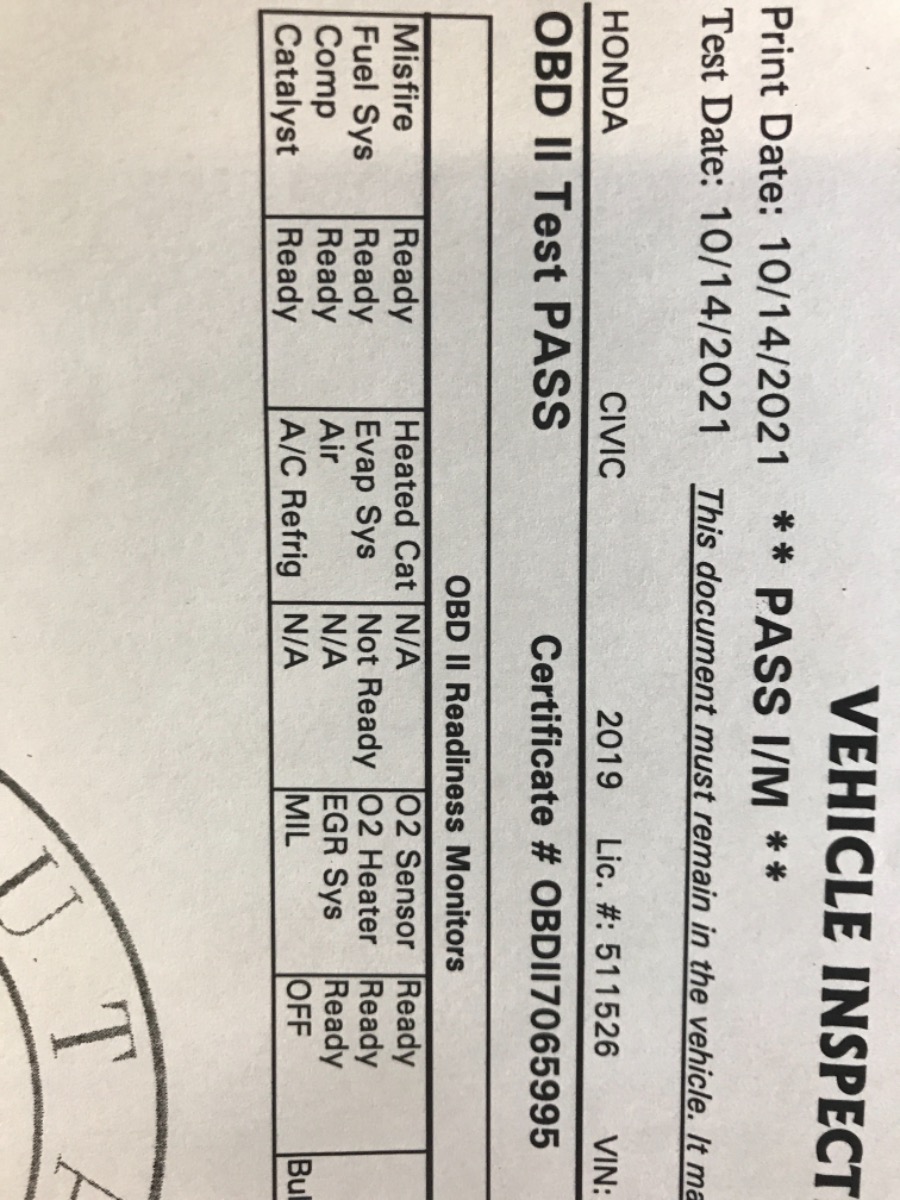 VEHICLE INSPECT
Print Date: 10/14/2021 ** PASS I/M **
Test Date: 10/14/2021 This document must remain in the vehicle. It ma
HONDA CIVIC 2019 Lic. #: 511526 VIN:
OBD II Test PASS Certificate # OBDII7065995
OBD II Readiness Monitors
Misfire Ready Heated Cat N/A O2 Sensor Ready
Fuel Sys Ready Evap Sys Not Ready O2 Heater Ready
Comp Ready Air N/A EGR Sys Ready
Catalyst Ready A/C Refrig N/A MIL OFF Bul
UTA